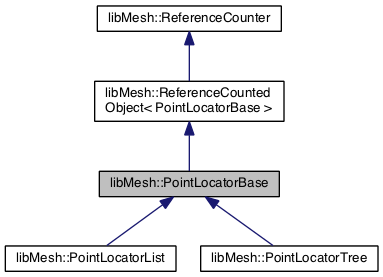 libMesh::ReferenceCounter
libMesh::ReferenceCounted
Object< PointLocatorBase >
libMesh::PointLocatorBase
libMesh::PointLocatorList
libMesh::PointLocatorTree